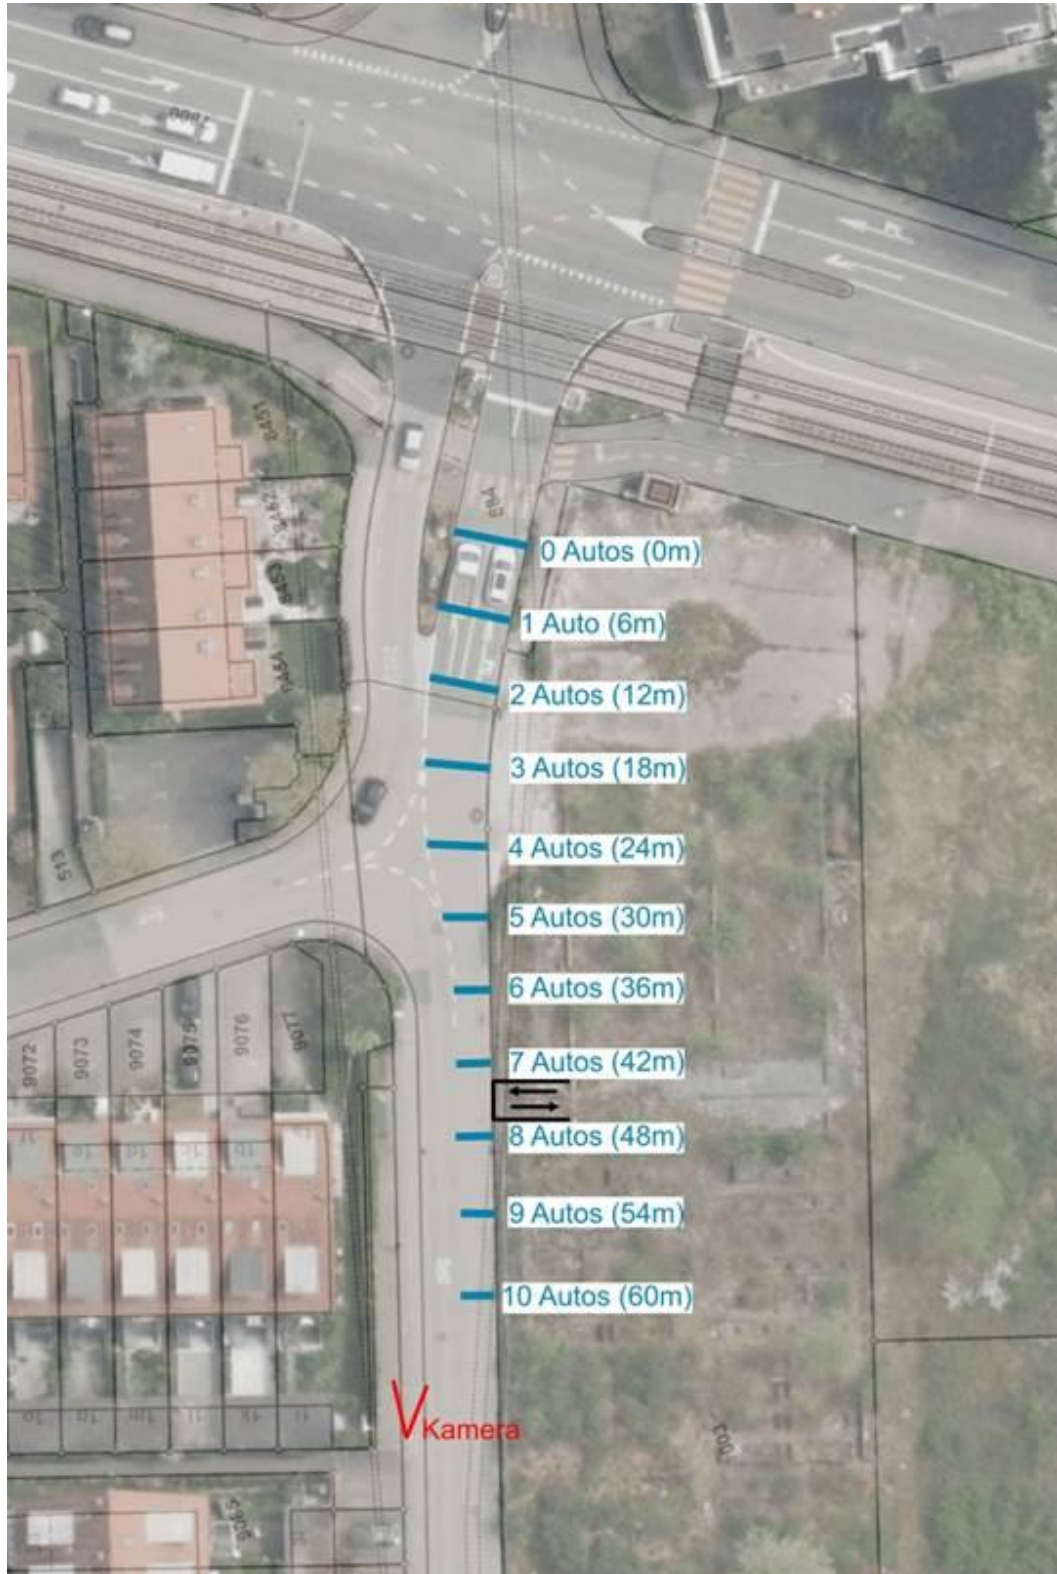 8451
8452
8453
8454
684
0 Autos (0m)
1 Auto (6m)
2 Autos (12m)
3 Autos (18m)
513
4 Autos (24m)
5 Autos (30m)
6 Autos (36m)
9072
9073
9074
9075
9076
9077
7 Autos (42m)
8 Autos (48m)
9 Autos (54m)
10 Autos (60m)
Kamera
9065